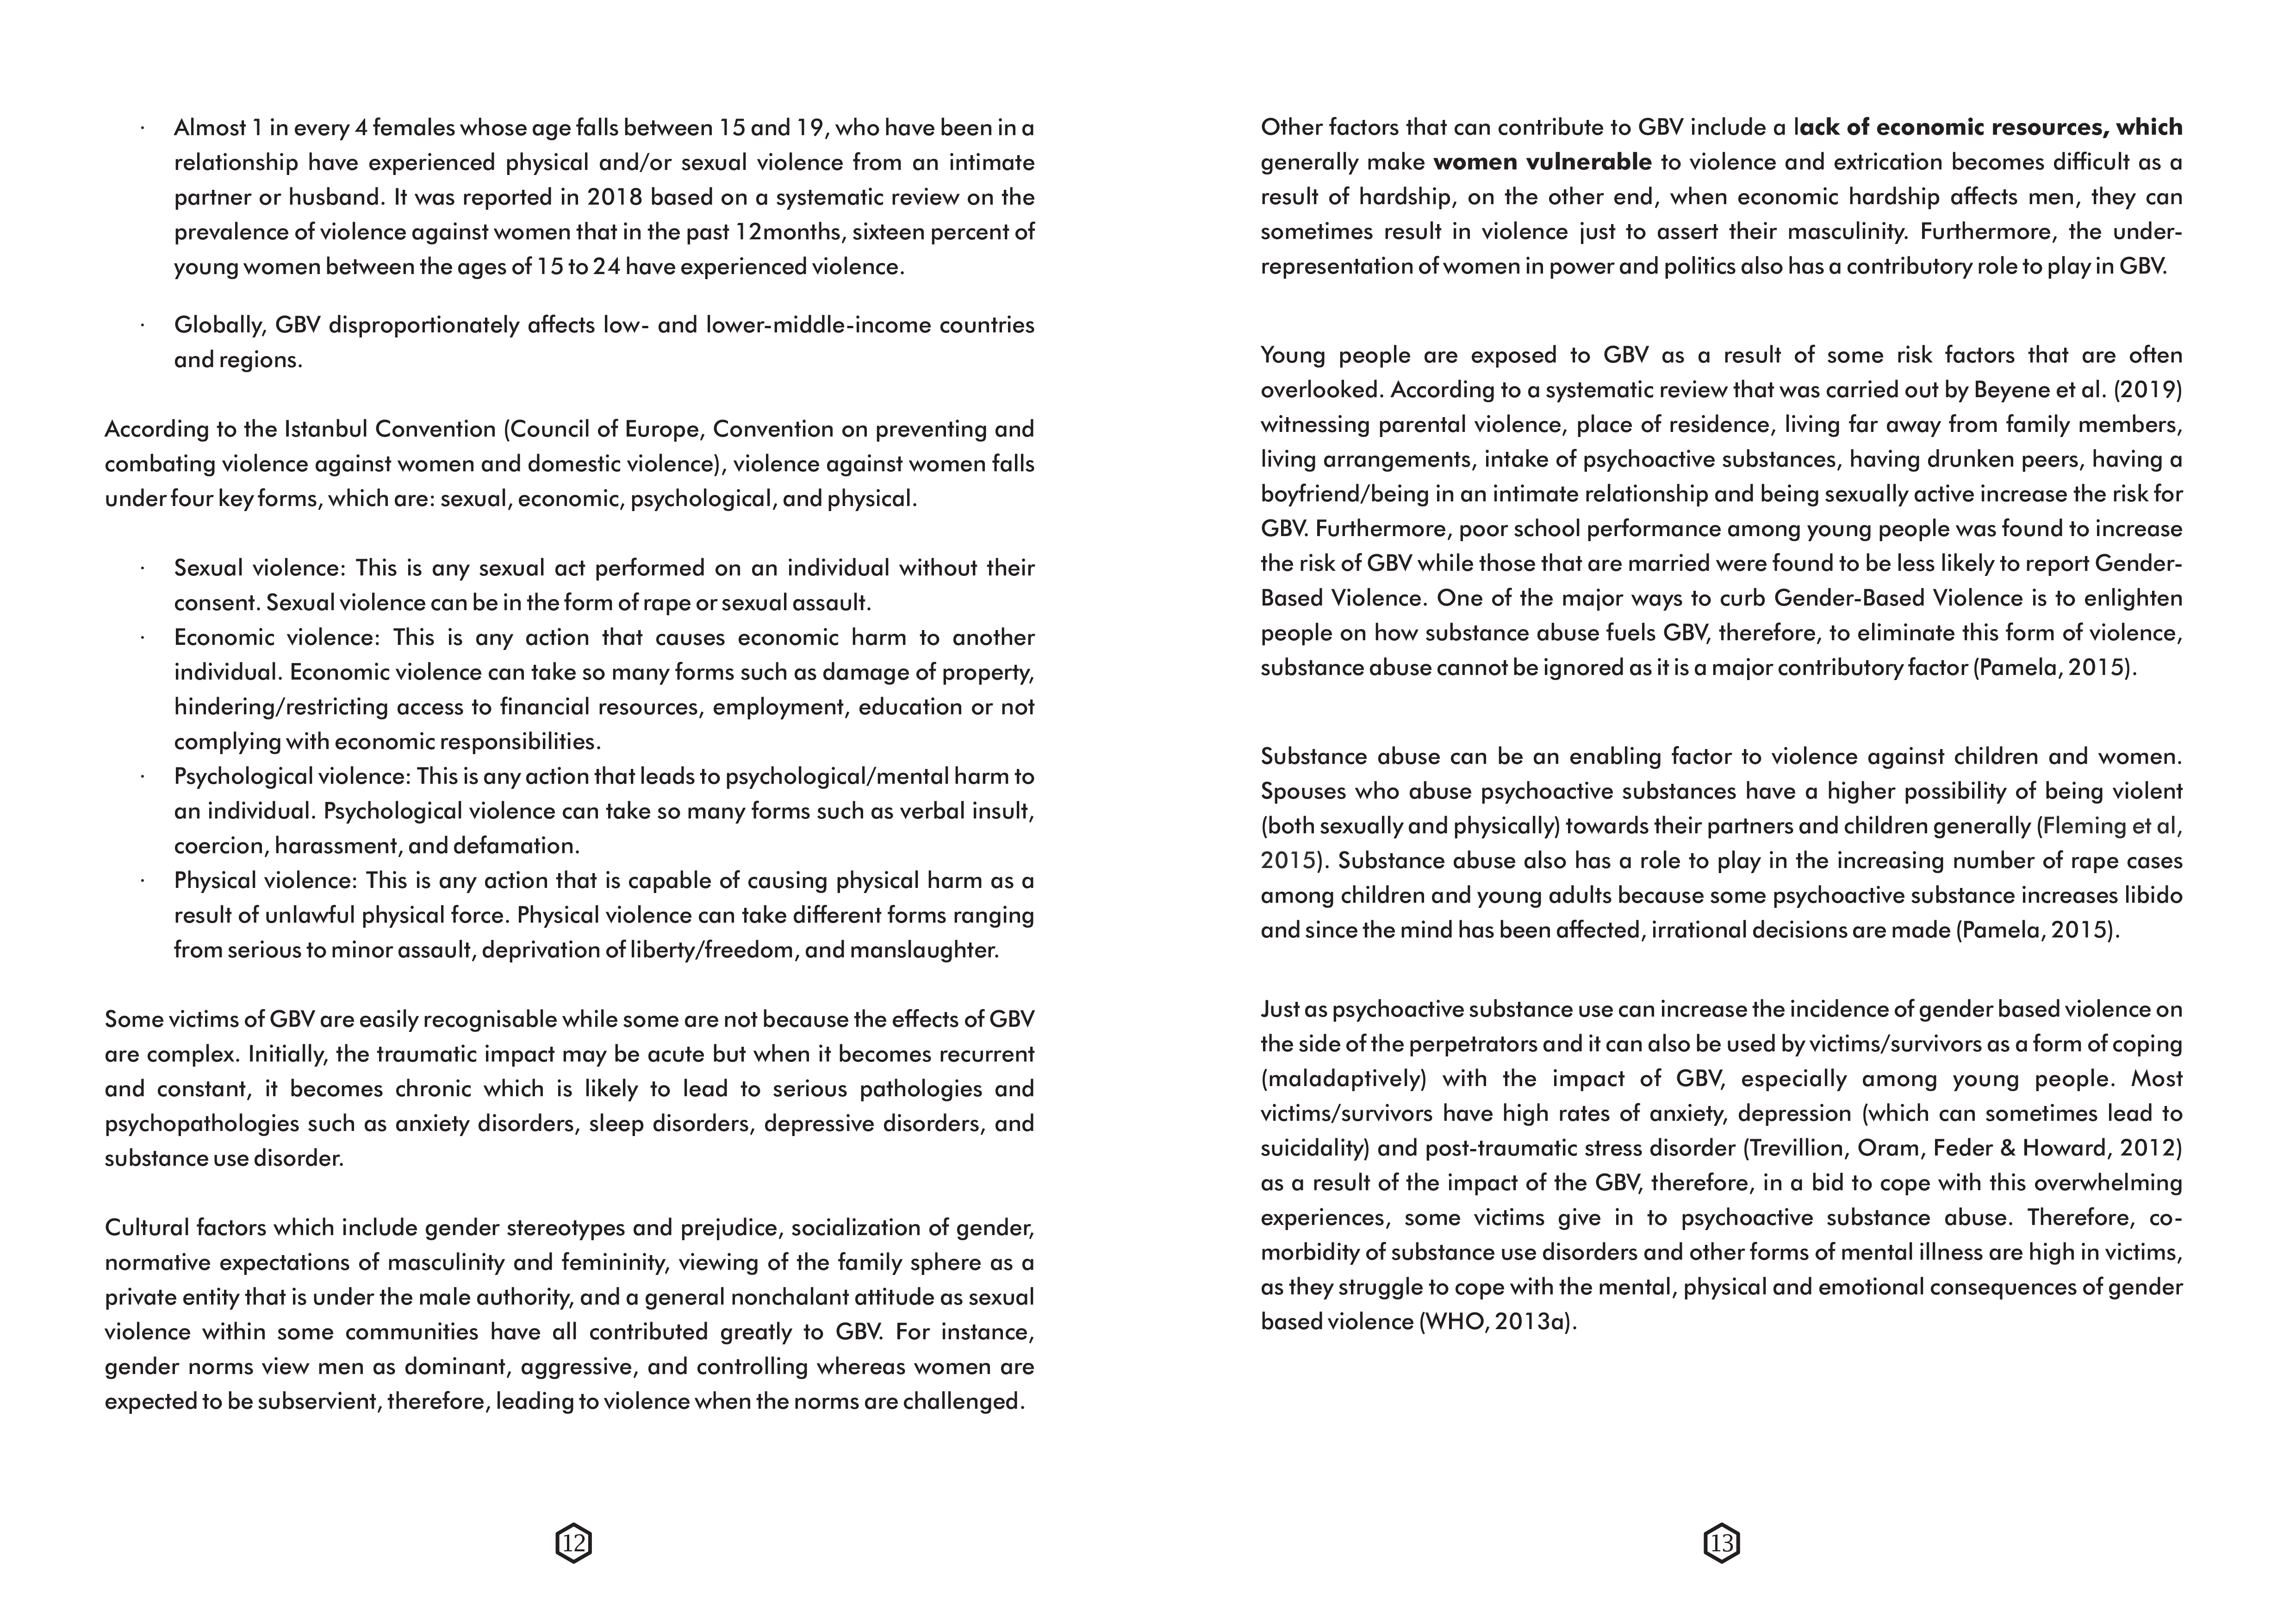 · Almost 1 in every 4 females whose age falls between 15 and 19, who have been in a
relationship have experienced physical and/or sexual violence from an intimate
partner or husband. It was reported in 2018 based on a systematic review on the
prevalence of violence against women that in the past 12months, sixteen percent of
young women between the ages of 15 to 24 have experienced violence.
· Globally, GBV disproportionately affects low- and lower-middle-income countries
and regions.
According to the Istanbul Convention (Council of Europe, Convention on preventing and
combating violence against women and domestic violence), violence against women falls
under four key forms, which are: sexual, economic, psychological, and physical.
· Sexual violence: This is any sexual act performed on an individual without their
consent. Sexual violence can be in the form of rape or sexual assault.
· Economic violence: This is any action that causes economic harm to another
individual. Economic violence can take so many forms such as damage of property,
hindering/restricting access to financial resources, employment, education or not
complying with economic responsibilities.
· Psychological violence: This is any action that leads to psychological/mental harm to
an individual. Psychological violence can take so many forms such as verbal insult,
coercion, harassment, and defamation.
· Physical violence: This is any action that is capable of causing physical harm as a
result of unlawful physical force. Physical violence can take different forms ranging
from serious to minor assault, deprivation of liberty/freedom, and manslaughter.
Some victims of GBV are easily recognisable while some are not because the effects of GBV
are complex. Initially, the traumatic impact may be acute but when it becomes recurrent
and constant, it becomes chronic which is likely to lead to serious pathologies and
psychopathologies such as anxiety disorders, sleep disorders, depressive disorders, and
substance use disorder.
Cultural factors which include gender stereotypes and prejudice, socialization of gender,
normative expectations of masculinity and femininity, viewing of the family sphere as a
private entity that is under the male authority, and a general nonchalant attitude as sexual
violence within some communities have all contributed greatly to GBV. For instance,
gender norms view men as dominant, aggressive, and controlling whereas women are
expected to be subservient, therefore, leading to violence when the norms are challenged.
12
Other factors that can contribute to GBV include a lack of economic resources, which
generally make women vulnerable to violence and extrication becomes difficult as a
result of hardship, on the other end, when economic hardship affects men, they can
sometimes result in violence just to assert their masculinity. Furthermore, the under-
representation of women in power and politics also has a contributory role to play in GBV.
Young people are exposed to GBV as a result of some risk factors that are often
overlooked. According to a systematic review that was carried out by Beyene et al. (2019)
witnessing parental violence, place of residence, living far away from family members,
living arrangements, intake of psychoactive substances, having drunken peers, having a
boyfriend/being in an intimate relationship and being sexually active increase the risk for
GBV. Furthermore, poor school performance among young people was found to increase
the risk of GBV while those that are married were found to be less likely to report Gender-
Based Violence. One of the major ways to curb Gender-Based Violence is to enlighten
people on how substance abuse fuels GBV, therefore, to eliminate this form of violence,
substance abuse cannot be ignored as it is a major contributory factor (Pamela, 2015).
Substance abuse can be an enabling factor to violence against children and women.
Spouses who abuse psychoactive substances have a higher possibility of being violent
(both sexually and physically) towards their partners and children generally (Fleming et al,
2015). Substance abuse also has a role to play in the increasing number of rape cases
among children and young adults because some psychoactive substance increases libido
and since the mind has been affected, irrational decisions are made (Pamela, 2015).
Just as psychoactive substance use can increase the incidence of gender based violence on
the side of the perpetrators and it can also be used by victims/survivors as a form of coping
(maladaptively) with the impact of GBV, especially among young people. Most
victims/survivors have high rates of anxiety, depression (which can sometimes lead to
suicidality) and post-traumatic stress disorder (Trevillion, Oram, Feder & Howard, 2012)
as a result of the impact of the GBV, therefore, in a bid to cope with this overwhelming
experiences, some victims give in to psychoactive substance abuse. Therefore, co-
morbidity of substance use disorders and other forms of mental illness are high in victims,
as they struggle to cope with the mental, physical and emotional consequences of gender
based violence (WHO, 2013a).
13